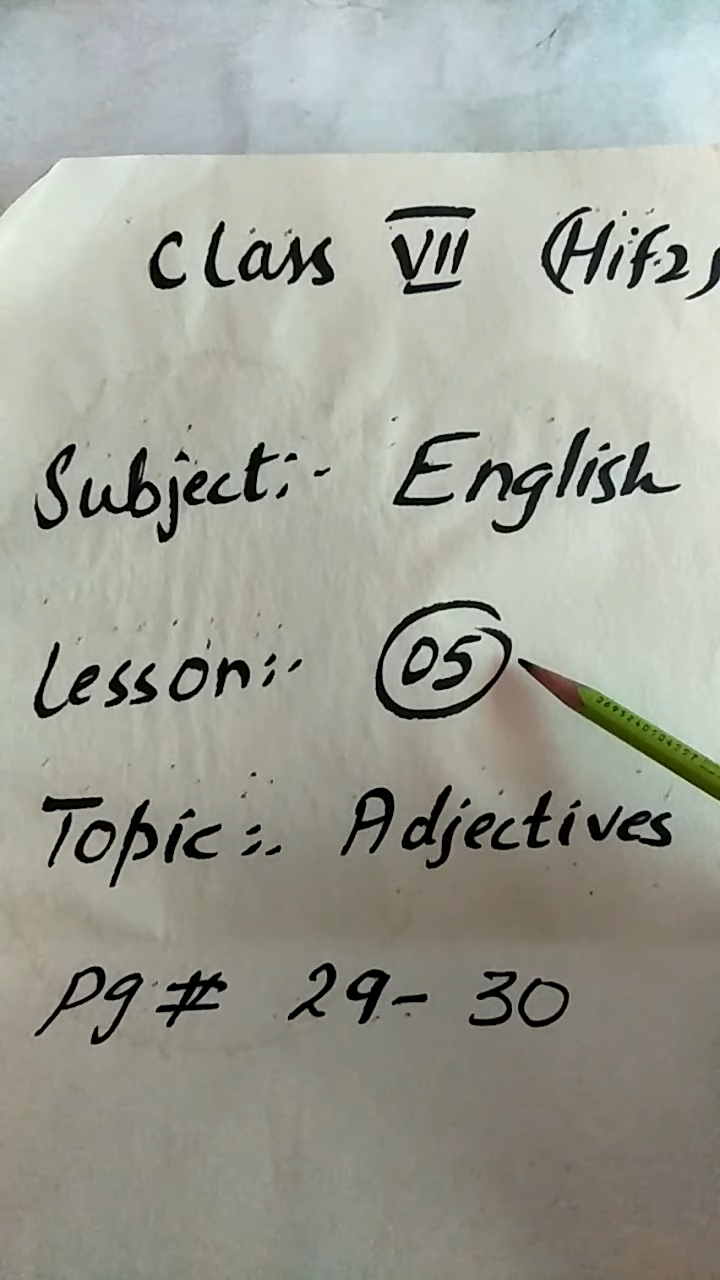 Class VII (Hifz)
Subject:- English
Lesson:- 05
Topic:- Adjectives
Pg# 29-30